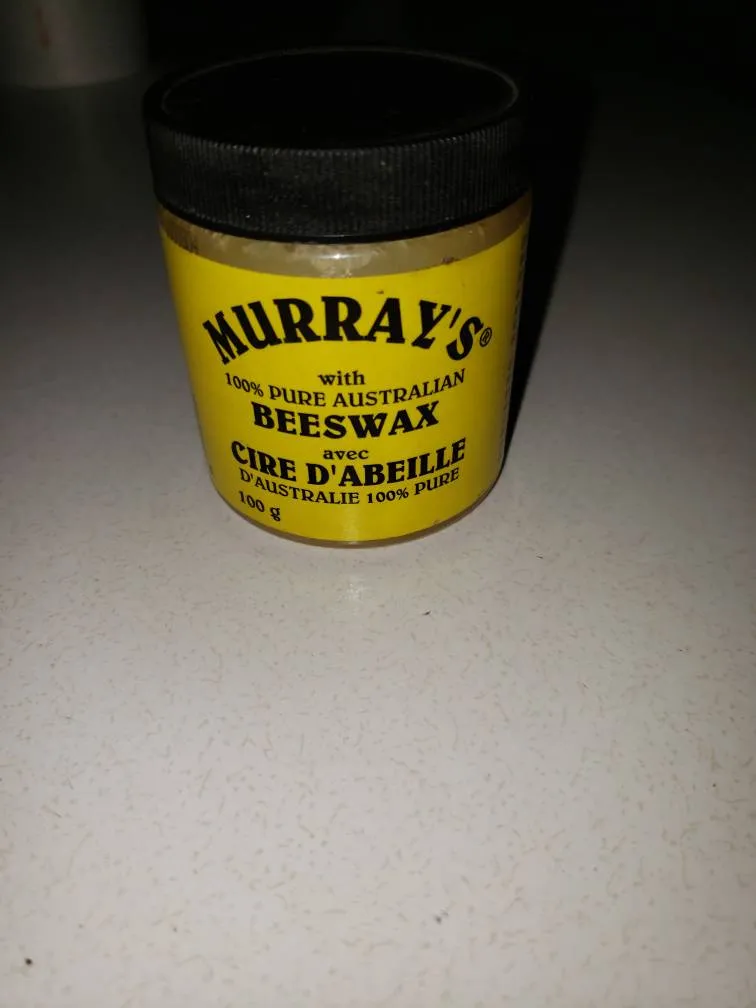 MURRAY'S®
with
100% PURE AUSTRALIAN
BEESWAX
avec
CIRE D'ABEILLE
D'AUSTRALIE 100% PURE
100 g